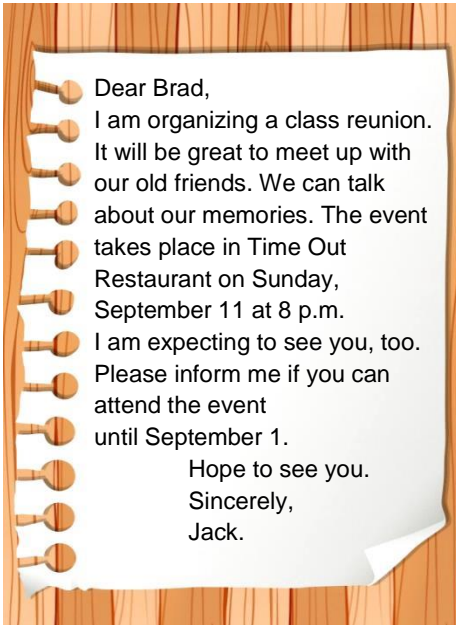 Dear Brad,
I am organizing a class reunion.
It will be great to meet up with
our old friends. We can talk
about our memories. The event
takes place in Time Out
Restaurant on Sunday,
September 11 at 8 p.m.
I am expecting to see you, too.
Please inform me if you can
attend the event
until September 1.
Hope to see you.
Sincerely,
Jack.